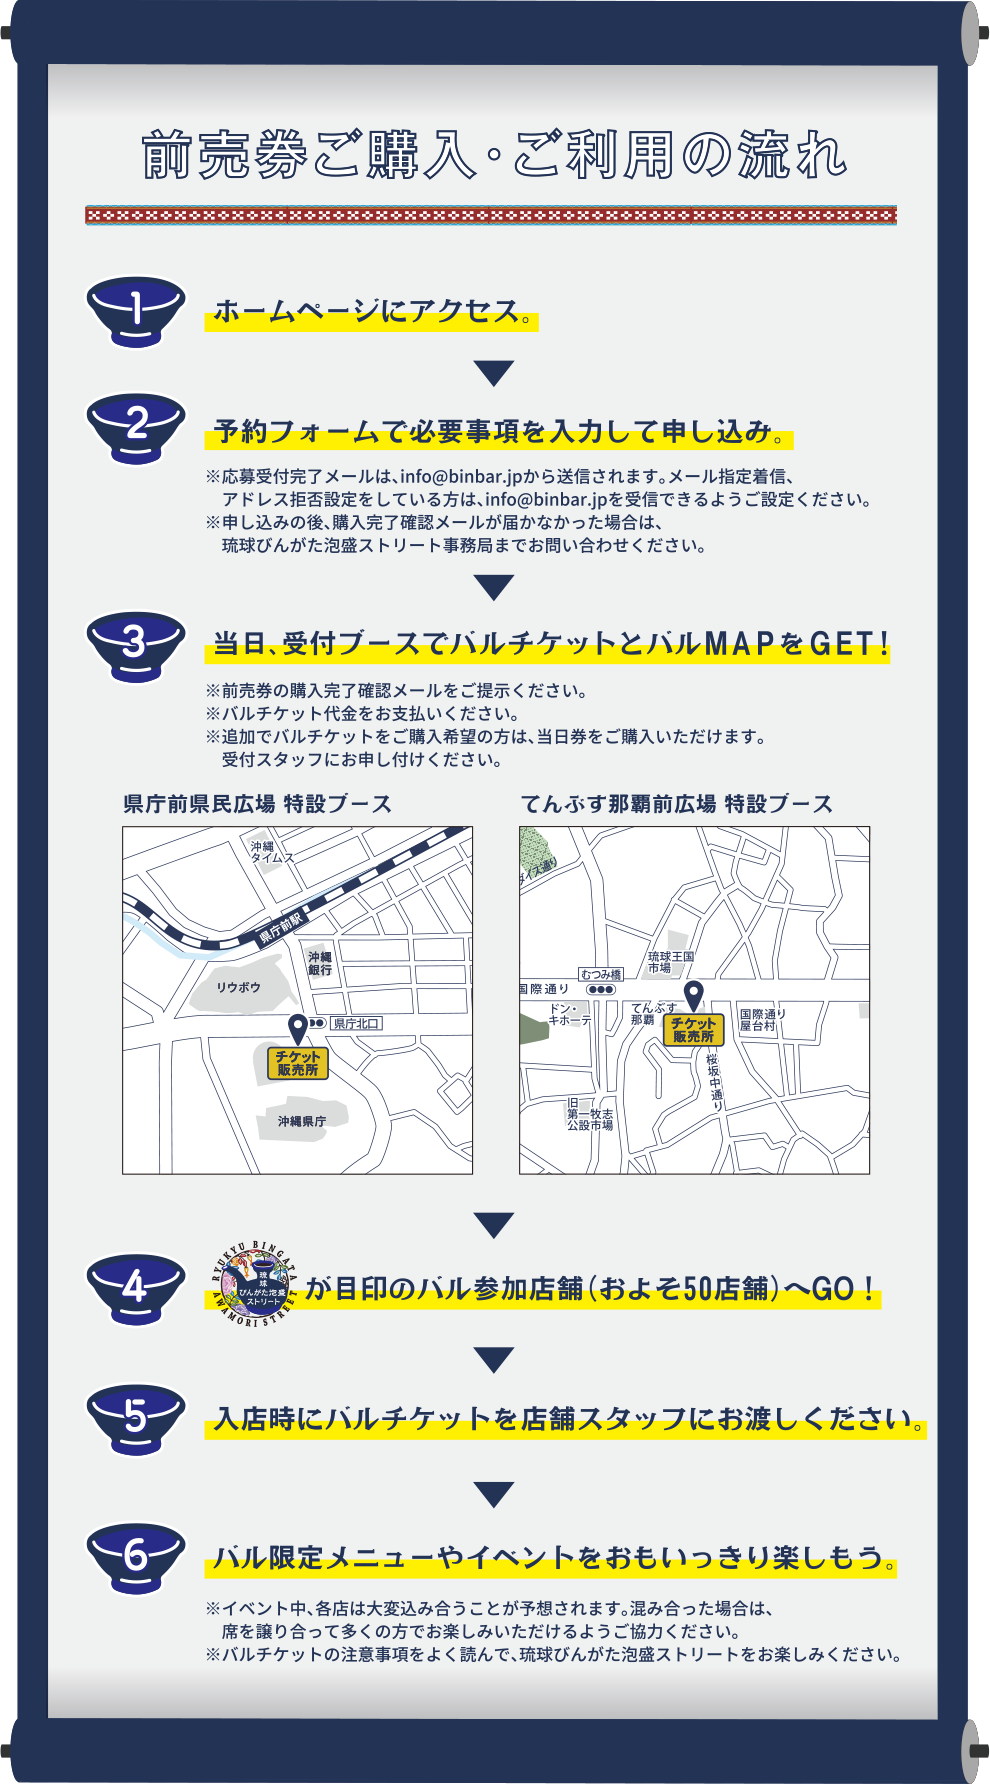 前売券ご購入・ご利用の流れ
1
ホームページにアクセス。
2
予約フォームで必要事項を入力して申し込み。
※応募受付完了メールは、info@binbar.jpから送信されます。メール指定着信、
アドレス拒否設定をしている方は、info@binbar.jpを受信できるようご設定ください。
※申し込みの後、購入完了確認メールが届かなかった場合は、
琉球びんがた泡盛ストリート事務局までお問い合わせください。
3
当日、受付ブースでバルチケットとバルMAPをGET!
※前売券の購入完了確認メールをご提示ください。
※バルチケット代金をお支払いください。
※追加でバルチケットをご購入希望の方は、当日券をご購入いただけます。
受付スタッフにお申し付けください。
県庁前県民広場 特設ブース
沖縄
タイムス
県庁前駅
沖縄
銀行
リウボウ
県庁北口
チケット
販売所
沖縄県庁
てんぶす那覇前広場 特設ブース
イズ通り
琉球王国
市場
むつみ橋
国際通り
ドン・
キホーテ
てんぶす
那覇
チケット
販売所
国際通り
屋台村
桜坂中通り
旧
第一牧志
公設市場
4
RYUKYU BINGATA
琉球
びんがた泡盛
ストリート
AWAMORI STREET
が目印のバル参加店舗(およそ50店舗)へGO!
5
入店時にバルチケットを店舗スタッフにお渡しください。
6
バル限定メニューやイベントをおもいっきり楽しもう。
※イベント中、各店は大変込み合うことが予想されます。混み合った場合は、
席を譲り合って多くの方でお楽しみいただけるようご協力ください。
※バルチケットの注意事項をよく読んで、琉球びんがた泡盛ストリートをお楽しみください。